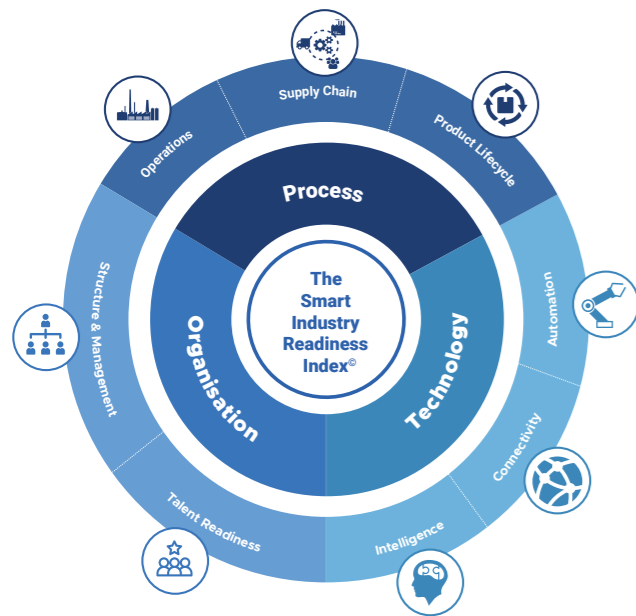 The
Smart
Industry
Readiness
Index©
Process
Technology
Organisation
Operations
Supply Chain
Product Lifecycle
Automation
Connectivity
Intelligence
Talent Readiness
Structure & Management